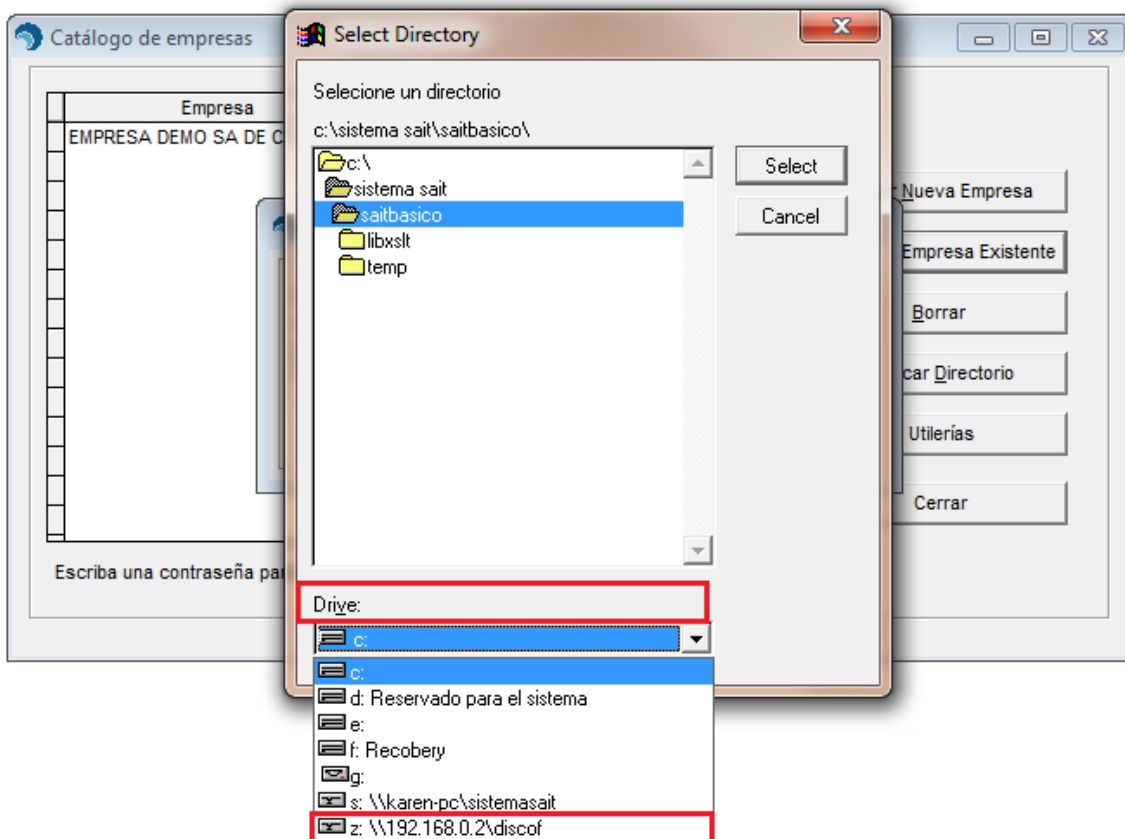 Catálogo de empresas
Select Directory
Empresa
EMPRESA DEMO SA DE C
Selecione un directorio
c:\sistema sait\saitbasico\
c:\
sistema sait
saitbasico
libxslt
temp
Select
Cancel
Nueva Empresa
Empresa Existente
Borrar
car Directorio
Utilerías
Cerrar
Escriba una contraseña pa
Drive:
c:
c:
d: Reservado para el sistema
e:
f: Recobery
g:
s: \\karen-pc\sistemasait
z: \\192.168.0.2\discof